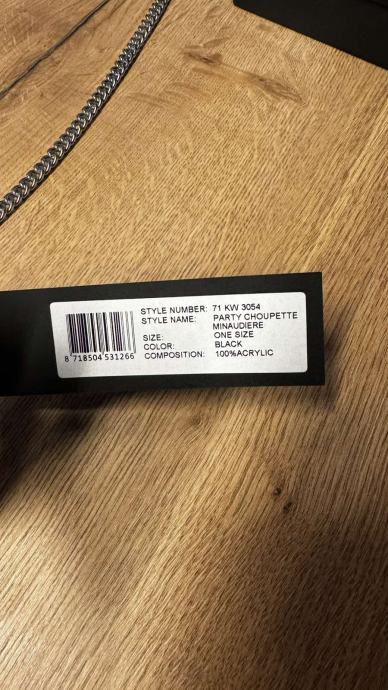 STYLE NUMBER: 71 KW 3054
STYLE NAME: PARTY CHOUPETTE
MINAUDIERE
SIZE: ONE SIZE
COLOR: BLACK
COMPOSITION: 100%ACRYLIC
8 718504 531266